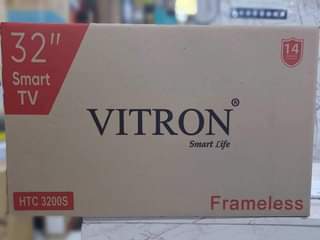 32"
Smart
TV
14
VITRON®
Smart Life
HTC 3200S
Frameless